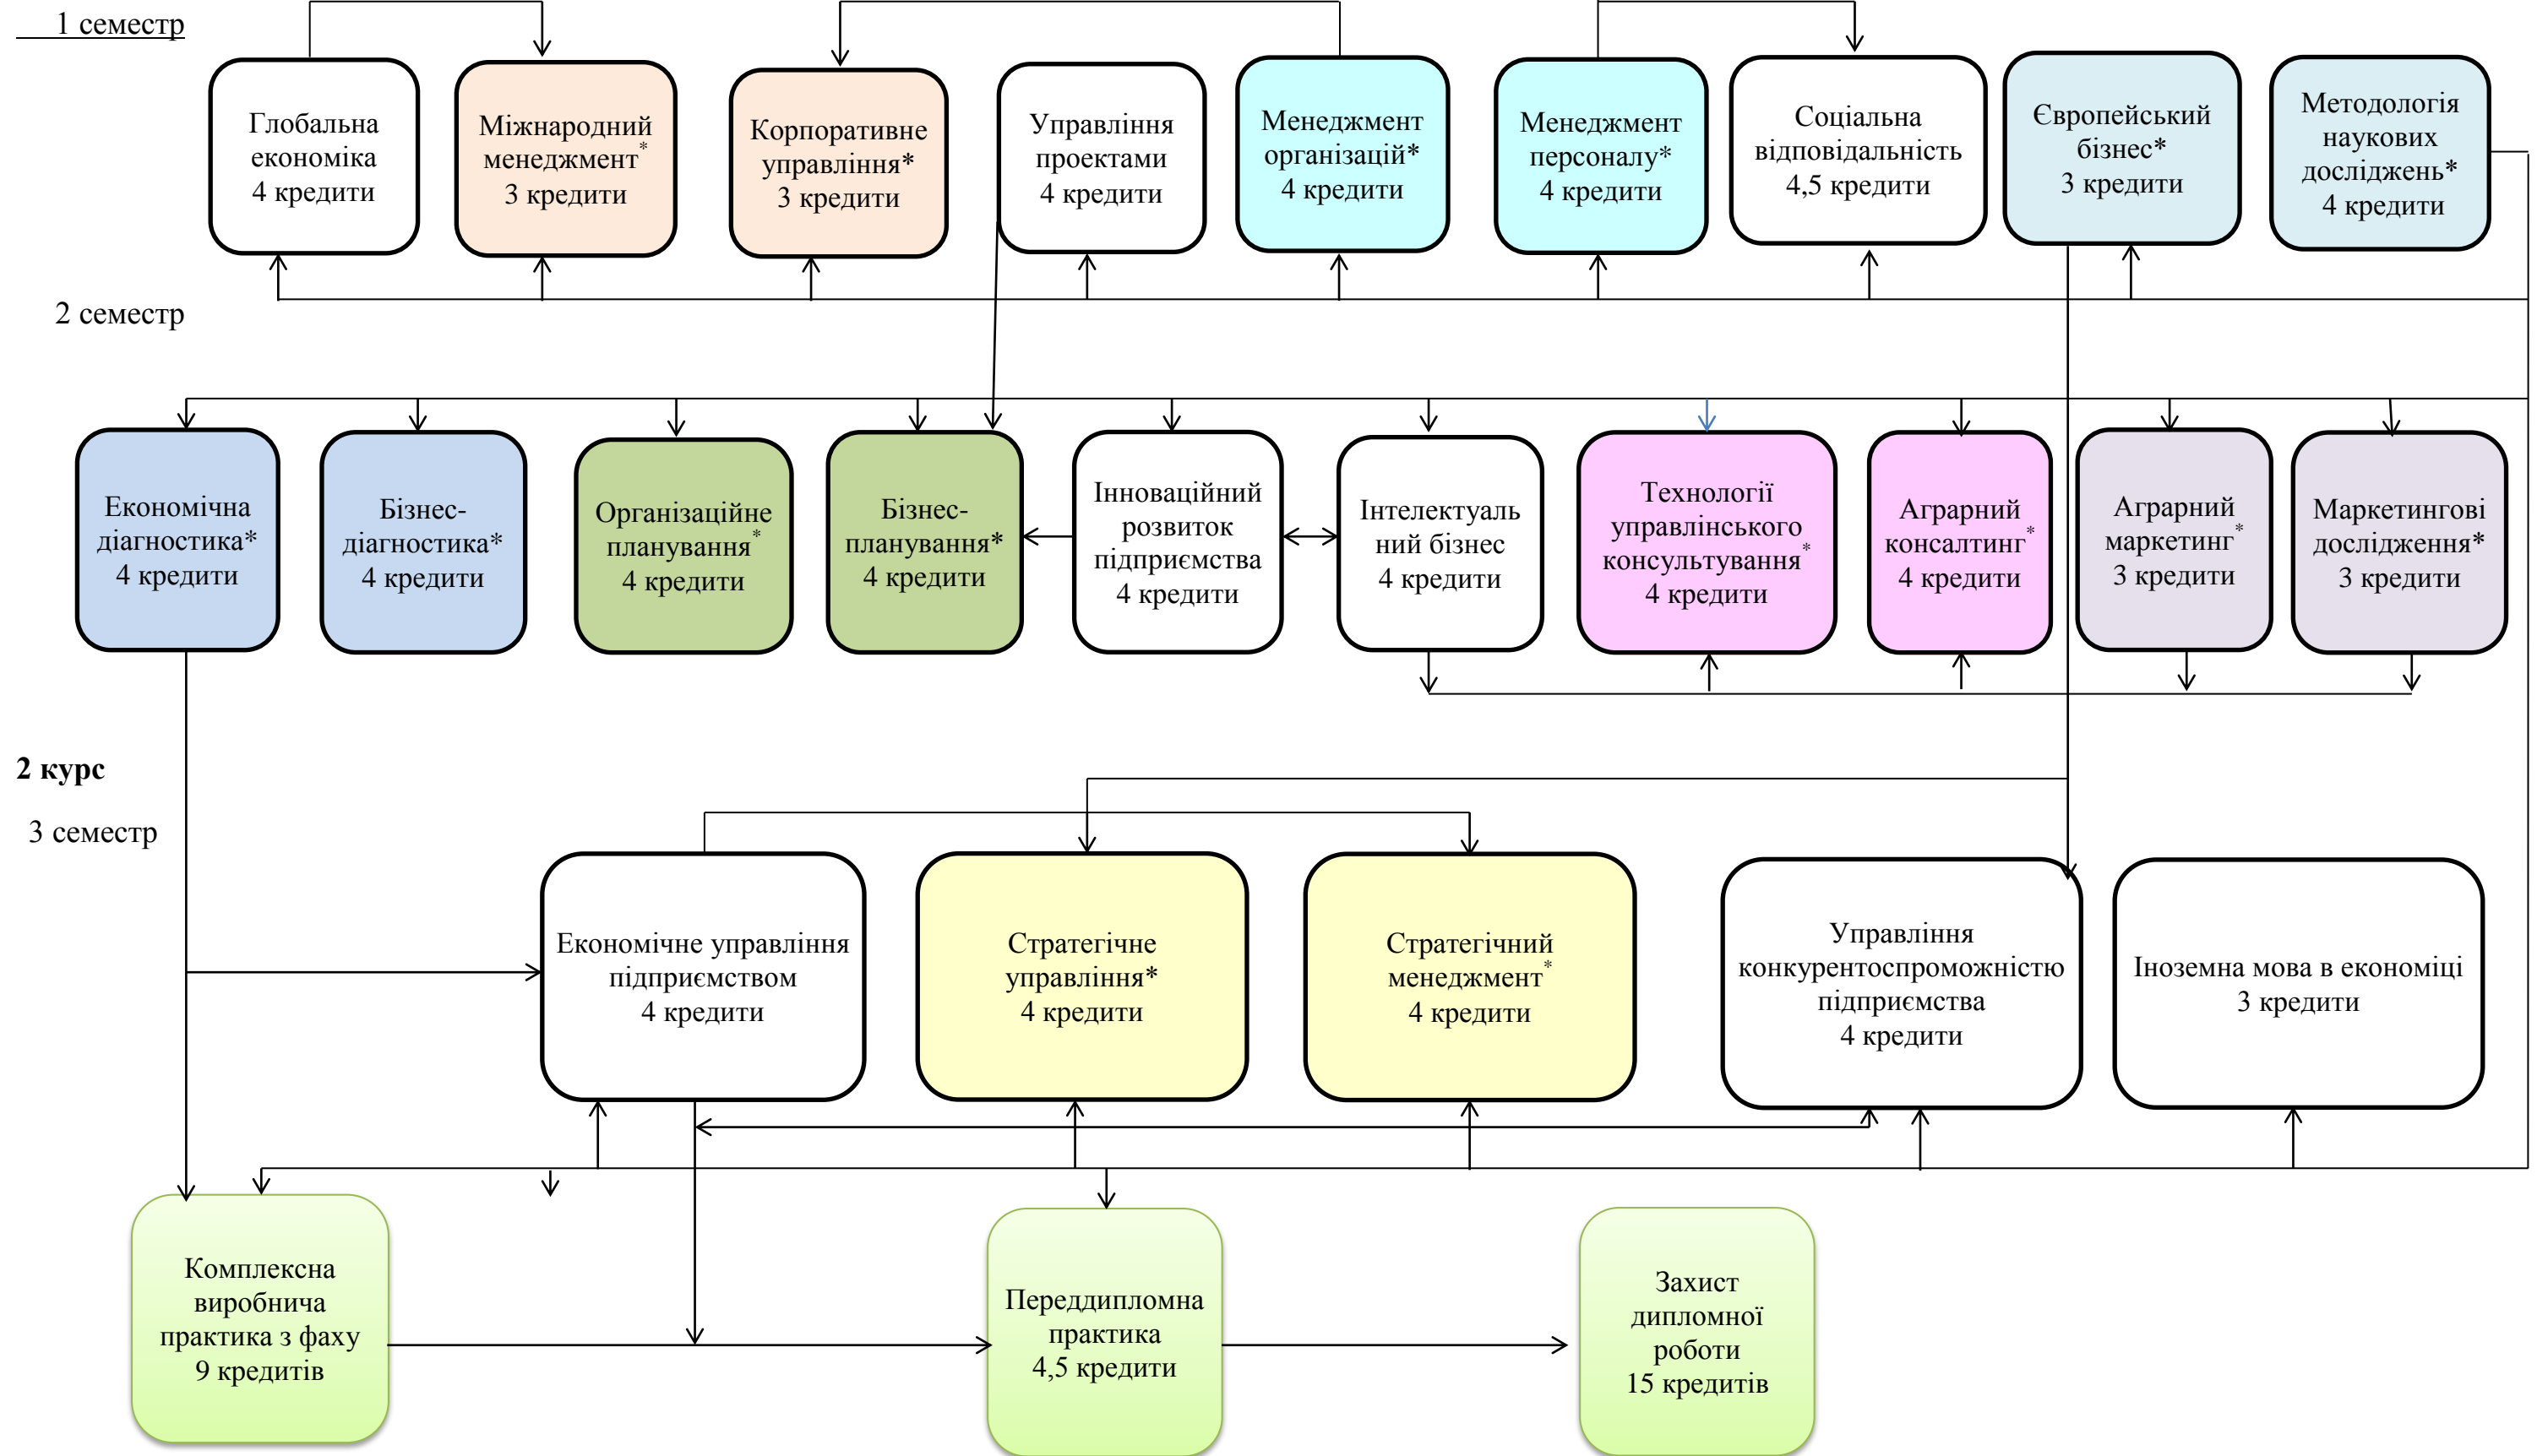 1 семестр
Глобальна
економіка
4 кредити
Міжнародний
менеджмент*
3 кредити
Корпоративне
управління*
3 кредити
Управління
проектами
4 кредити
Менеджмент
організацій*
4 кредити
Менеджмент
персоналу*
4 кредити
Соціальна
відповідальність
4,5 кредити
Європейський
бізнес*
3 кредити
Методологія
наукових
досліджень*
4 кредити
2 семестр
Економічна
діагностика*
4 кредити
Бізнес-
діагностика*
4 кредити
Організаційне
планування*
4 кредити
Бізнес-
планування*
4 кредити
Інноваційний
розвиток
підприємства
4 кредити
Інтелектуаль
ний бізнес
4 кредити
Технології
управлінського
консультування*
4 кредити
Аграрний
консалтинг*
4 кредити
Аграрний
маркетинг*
3 кредити
Маркетингові
дослідження*
3 кредити
2 курс
3 семестр
Економічне управління
підприємством
4 кредити
Стратегічне
управління*
4 кредити
Стратегічний
менеджмент*
4 кредити
Управління
конкурентоспроможністю
підприємства
4 кредити
Іноземна мова в економіці
3 кредити
Комплексна
виробнича
практика з фаху
9 кредитів
Переддипломна
практика
4,5 кредити
Захист
дипломної
роботи
15 кредитів